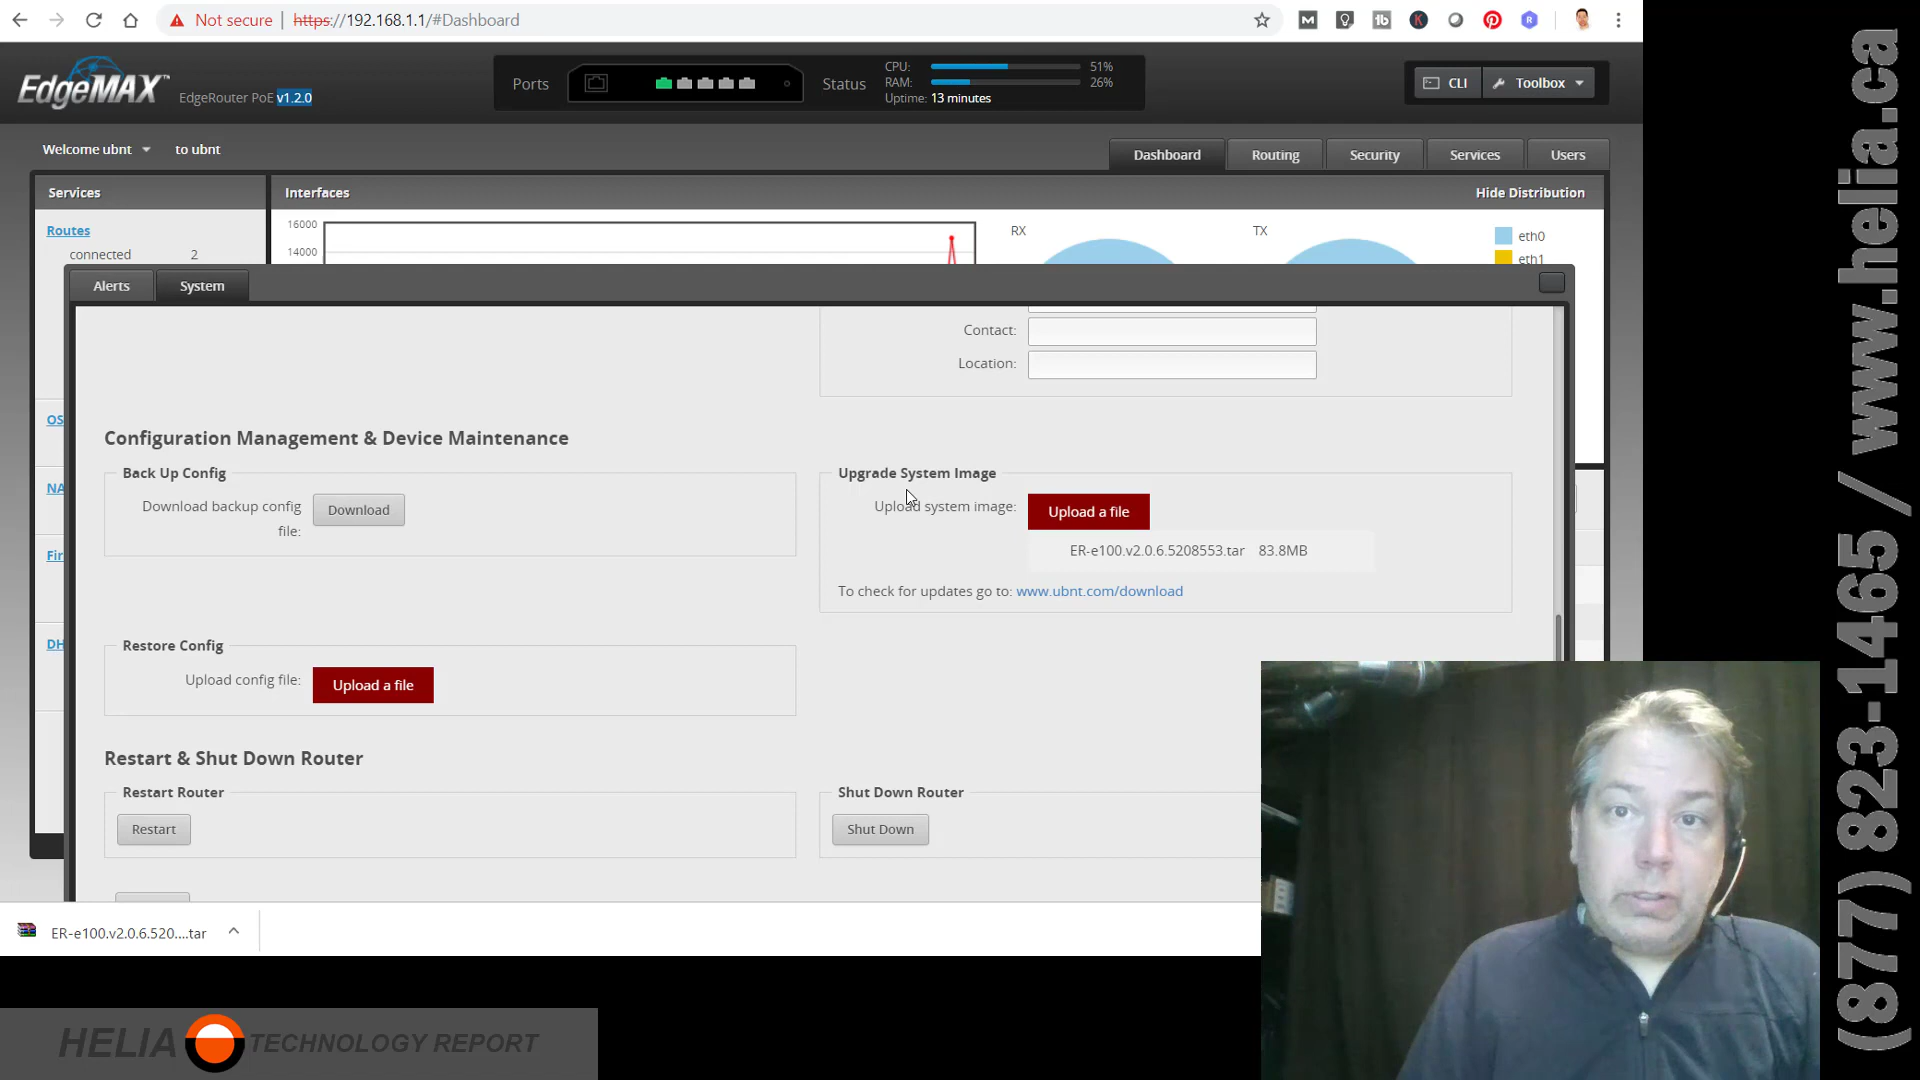 Not secure | https://192.168.1.1/#Dashboard
EdgeMAX™ EdgeRouter PoE v1.2.0
Ports
Status
CPU: 51%
RAM: 26%
Uptime: 13 minutes
CLI
Toolbox
Welcome ubnt to ubnt
Dashboard Routing Security Services Users
Services
Interfaces
Hide Distribution
Routes
connected 2
16000
14000
RX
TX
eth0
eth1
Alerts System
Contact:
Location:
OS
NA
Fir
DH
Configuration Management & Device Maintenance
Back Up Config
Download backup config
file:
Download
Upgrade System Image
Upload system image:
Upload a file
ER-e100.v2.0.6.5208553.tar 83.8MB
To check for updates go to: www.ubnt.com/download
Restore Config
Upload config file:
Upload a file
Restart & Shut Down Router
Restart Router
Restart
Shut Down Router
Shut Down
ER-e100.v2.0.6.520....tar
HELIA TECHNOLOGY REPORT
(877) 823-1465 / www.helia.ca